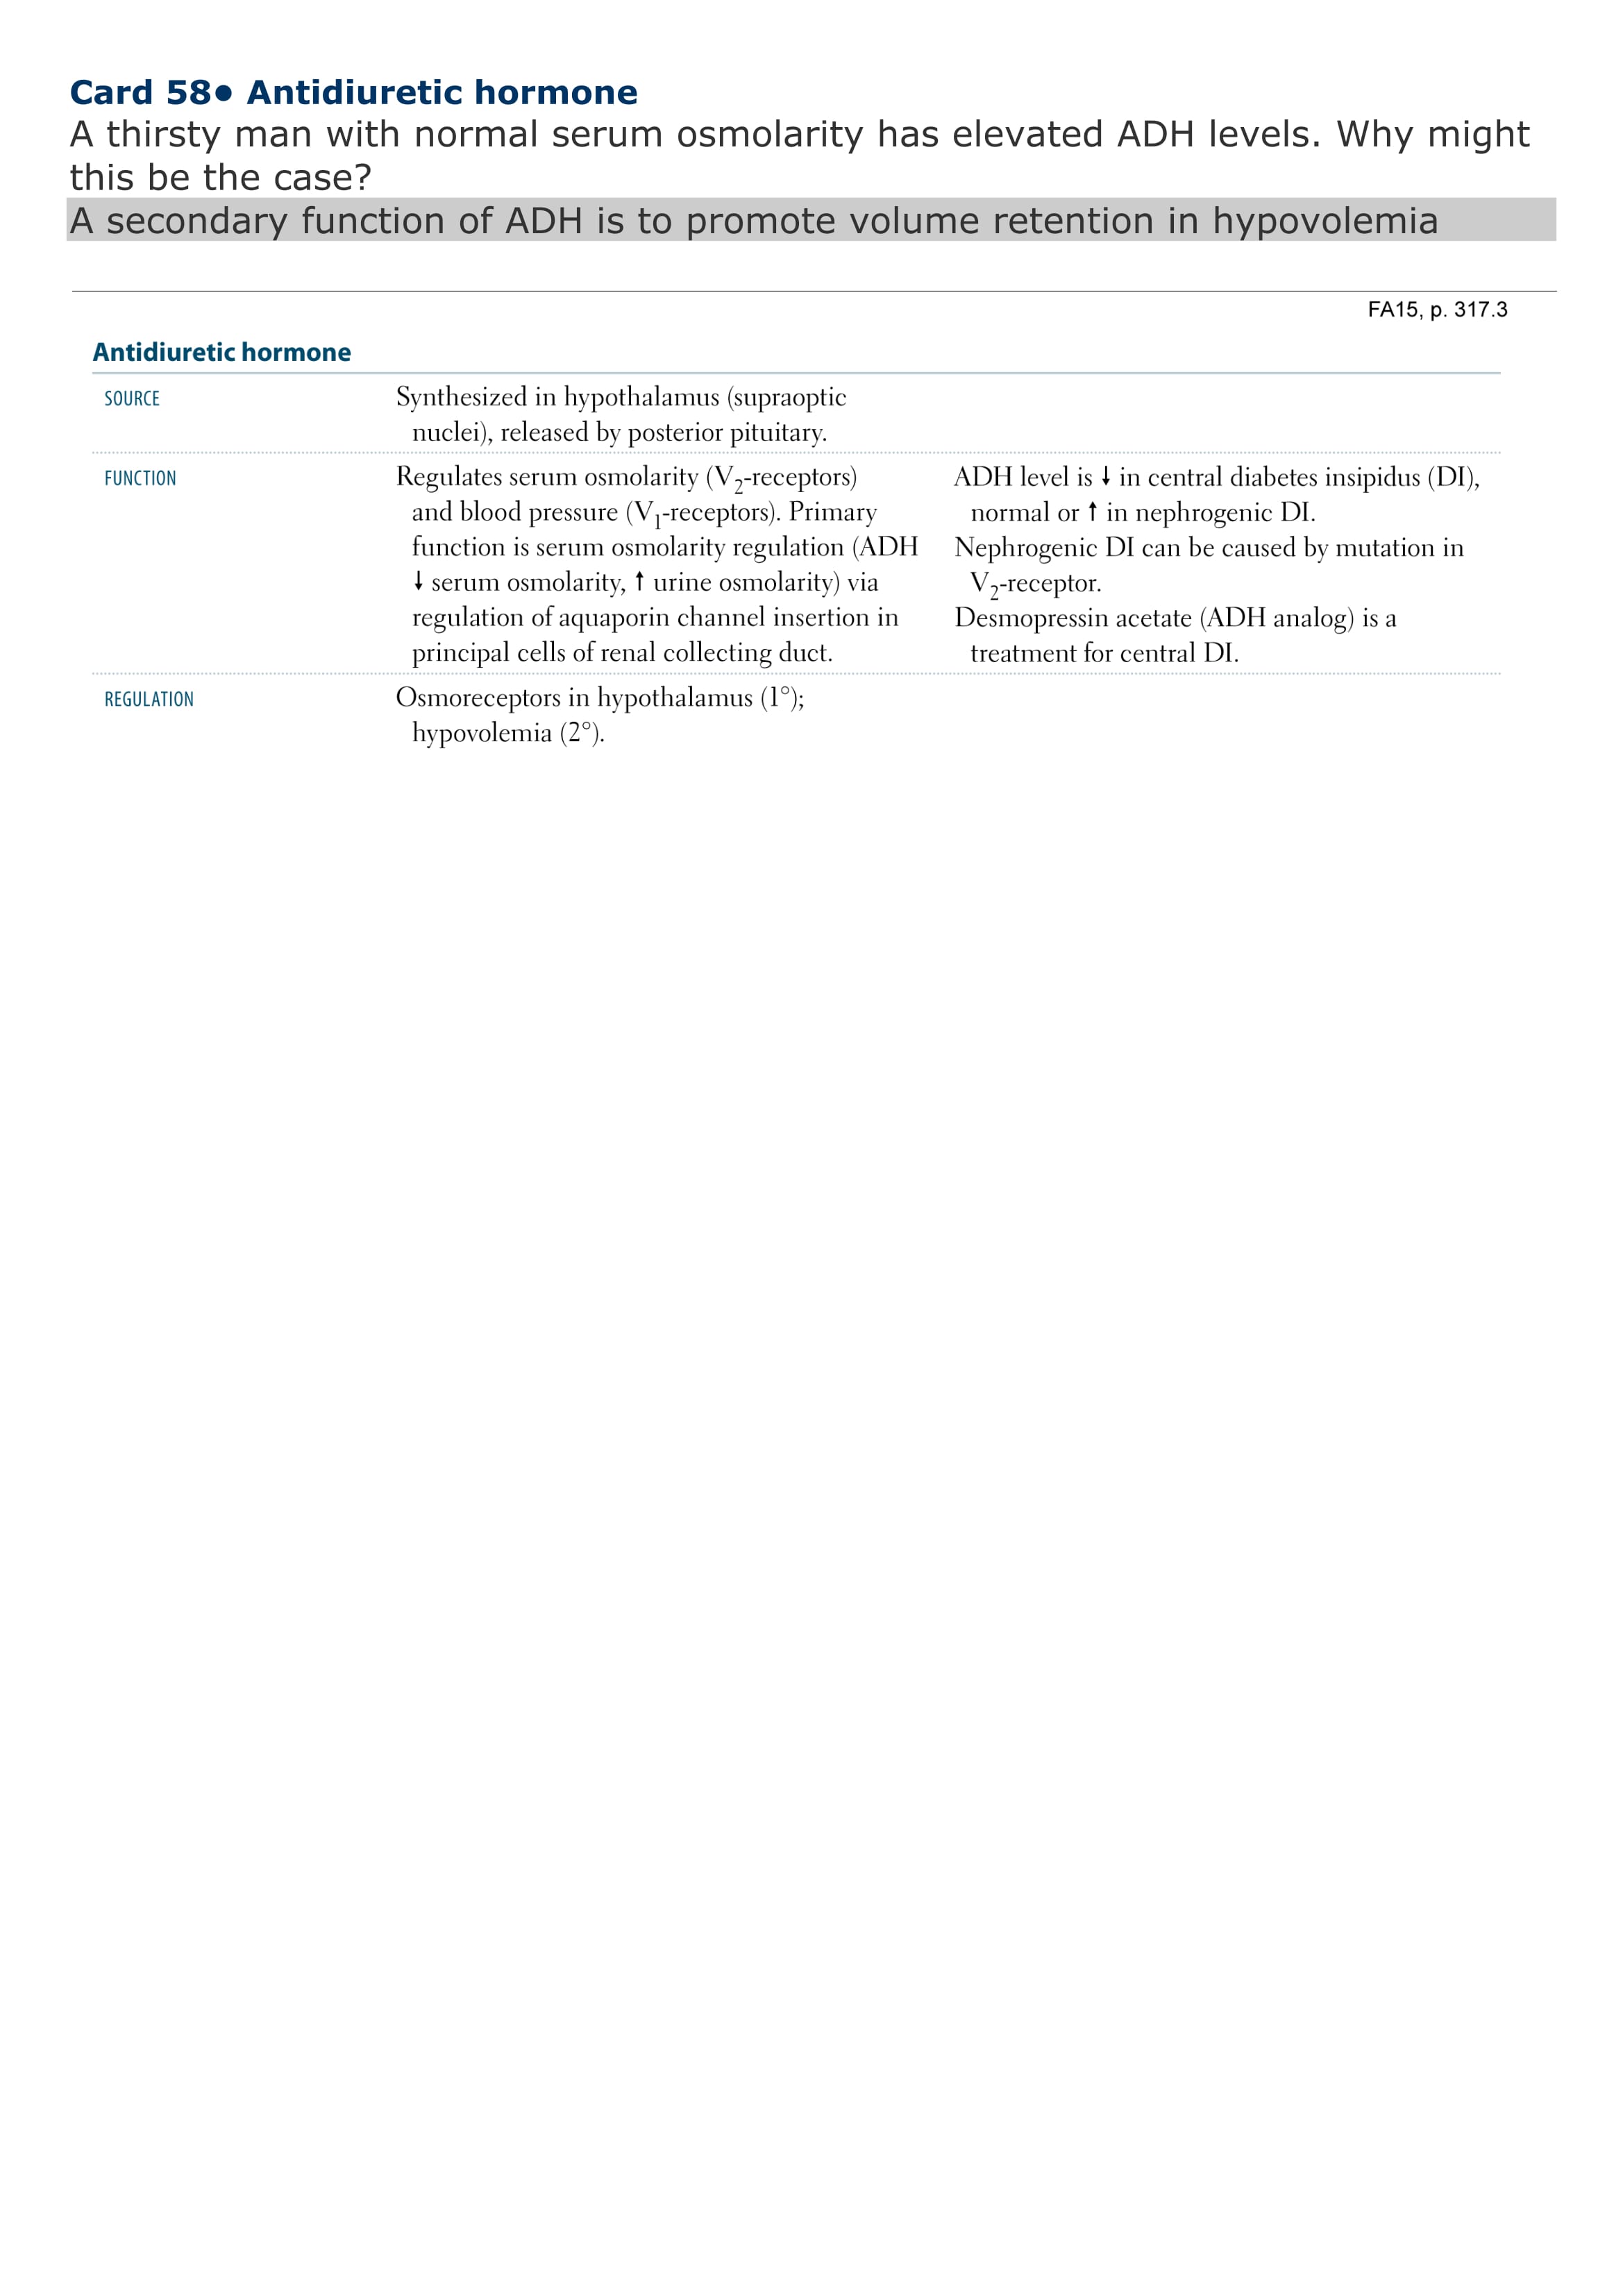 Card 58• Antidiuretic hormone
A thirsty man with normal serum osmolarity has elevated ADH levels. Why might
this be the case?
A secondary function of ADH is to promote volume retention in hypovolemia
FA15, p. 317.3
Antidiuretic hormone
SOURCE
Synthesized in hypothalamus (supraoptic
nuclei), released by posterior pituitary.
FUNCTION
Regulates serum osmolarity (V₂-receptors)
and blood pressure (V₁-receptors). Primary
function is serum osmolarity regulation (ADH
↓ serum osmolarity, ↑ urine osmolarity) via
regulation of aquaporin channel insertion in
principal cells of renal collecting duct.
ADH level is ↓ in central diabetes insipidus (DI),
normal or ↑ in nephrogenic DI.
Nephrogenic DI can be caused by mutation in
V₂-receptor.
Desmopressin acetate (ADH analog) is a
treatment for central DI.
REGULATION
Osmoreceptors in hypothalamus (1°);
hypovolemia (2°).